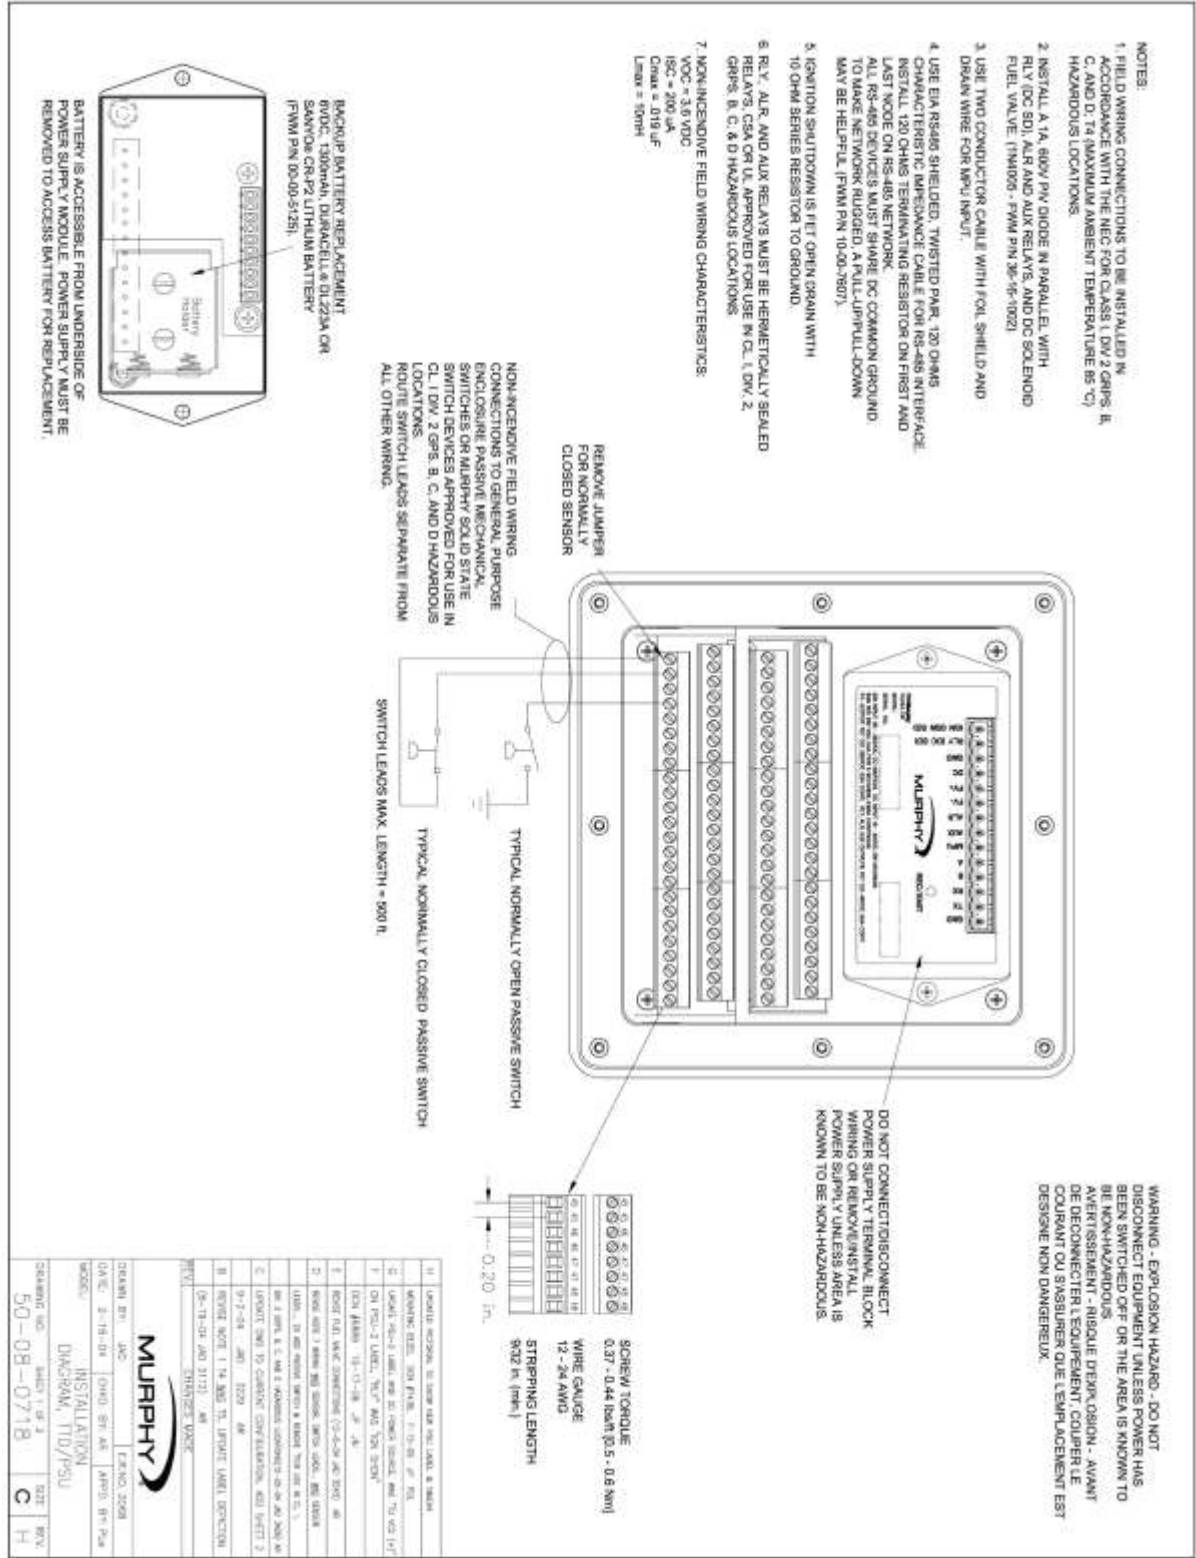 NOTES:
1. FIELD WIRING CONNECTIONS TO BE INSTALLED IN
ACCORDANCE WITH THE NEC FOR CLASS I, DIV 2 GRPS. B,
C, AND D; T4 (MAXIMUM AMBIENT TEMPERATURE 85 °C)
HAZARDOUS LOCATIONS.
2. INSTALL A 1A, 600V PIV DIODE IN PARALLEL WITH
RLY (DC SD), ALR AND AUX RELAYS, AND DC SOLENOID
FUEL VALVE. (1N4005 - FWM P/N 36-16-1002).
3. USE TWO CONDUCTOR CABLE WITH FOIL SHIELD AND
DRAIN WIRE FOR MPU INPUT.
4. USE EIA RS485 SHIELDED, TWISTED PAIR, 120 OHMS
CHARACTERISTIC IMPEDANCE CABLE FOR RS-485 INTERFACE.
INSTALL 120 OHMS TERMINATING RESISTOR ON FIRST AND
LAST NODE ON RS-485 NETWORK.
ALL RS-485 DEVICES MUST SHARE DC COMMON GROUND.
TO MAKE NETWORK RUGGED, A PULL-UP/PULL-DOWN
MAY BE HELPFUL (FWM P/N 10-00-7607).
5. IGNITION SHUTDOWN IS FET OPEN DRAIN WITH
10 OHM SERIES RESISTOR TO GROUND.
6. RLY, ALR, AND AUX RELAYS MUST BE HERMETICALLY SEALED
RELAYS, CSA OR UL APPROVED FOR USE IN CL. I, DIV. 2,
GRPS. B, C, & D HAZARDOUS LOCATIONS.
7. NON-INCENDIVE FIELD WIRING CHARACTERISTICS:
VOC = 3.6 VDC
ISC = 200 uA
Cmax = .019 uF
Lmax = 10mH
WARNING - EXPLOSION HAZARD - DO NOT
DISCONNECT EQUIPMENT UNLESS POWER HAS
BEEN SWITCHED OFF OR THE AREA IS KNOWN TO
BE NON-HAZARDOUS
AVERTISSEMENT - RISQUE D'EXPLOSION - AVANT
DE DECONNECTER L'EQUIPEMENT, COUPER LE
COURANT OU S'ASSURER QUE L'EMPLACEMENT EST
DESIGNE NON DANGEREUX.
DO NOT CONNECT/DISCONNECT
POWER SUPPLY TERMINAL BLOCK
WIRING OR REMOVE/INSTALL
POWER SUPPLY UNLESS AREA IS
KNOWN TO BE NON-HAZARDOUS.
MURPHY
REMOVE JUMPER
FOR NORMALLY
CLOSED SENSOR
NON-INCENDIVE FIELD WIRING
CONNECTIONS TO GENERAL PURPOSE
ENCLOSURE PASSIVE MECHANICAL
SWITCHES OR MURPHY SOLID STATE
SWITCH DEVICES APPROVED FOR USE IN
CL. I DIV. 2 GPS. B, C, AND D HAZARDOUS
LOCATIONS.
ROUTE SWITCH LEADS SEPARATE FROM
ALL OTHER WIRING.
TYPICAL NORMALLY OPEN PASSIVE SWITCH
TYPICAL NORMALLY CLOSED PASSIVE SWITCH
SWITCH LEADS MAX. LENGTH = 500 ft.
SCREW TORQUE
0.37 - 0.44 lbs/ft [0.5 - 0.6 Nm]
WIRE GAUGE
12 - 24 AWG
STRIPPING LENGTH
9/32 in. (min.)
0.20 in.
BACKUP BATTERY REPLACEMENT
6VDC, 1300mAh, DURACELL® DL223A OR
SANYO® CR-P2 LITHIUM BATTERY
(FWM P/N 00-00-5125).
Battery
Holder
BATTERY IS ACCESSIBLE FROM UNDERSIDE OF
POWER SUPPLY MODULE. POWER SUPPLY MUST BE
REMOVED TO ACCESS BATTERY FOR REPLACEMENT.
REV. CHANGES MADE
MURPHY
DRAWN BY: JAD
CHKD. BY: AR
MODEL:
INSTALLATION
DIAGRAM, TTD/PSU
DRAWING NO. SHEET 1 OF 2 SIZE REV.
50-08-0718 C H